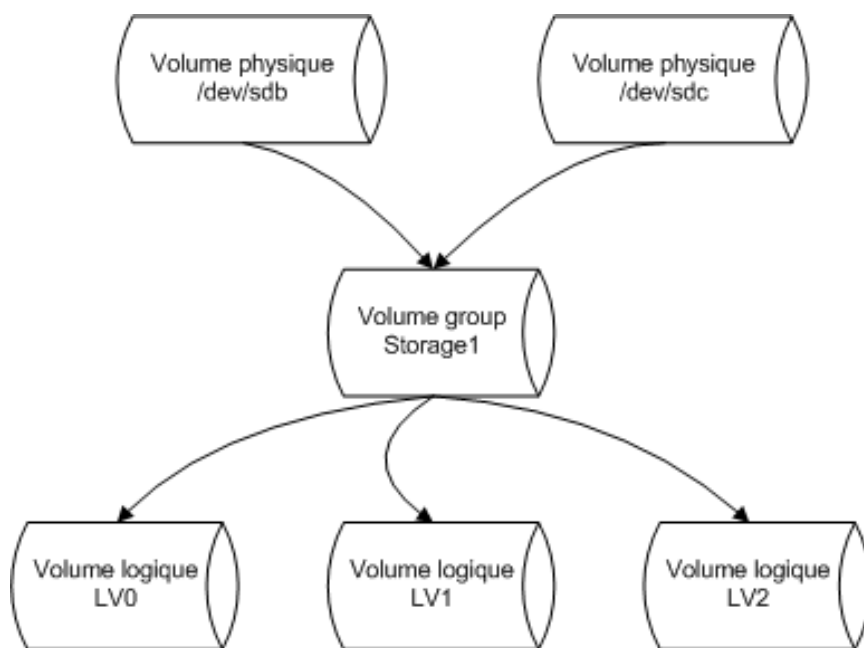 Volume physique
/dev/sdb
Volume physique
/dev/sdc
Volume group
Storage1
Volume logique
LV0
Volume logique
LV1
Volume logique
LV2